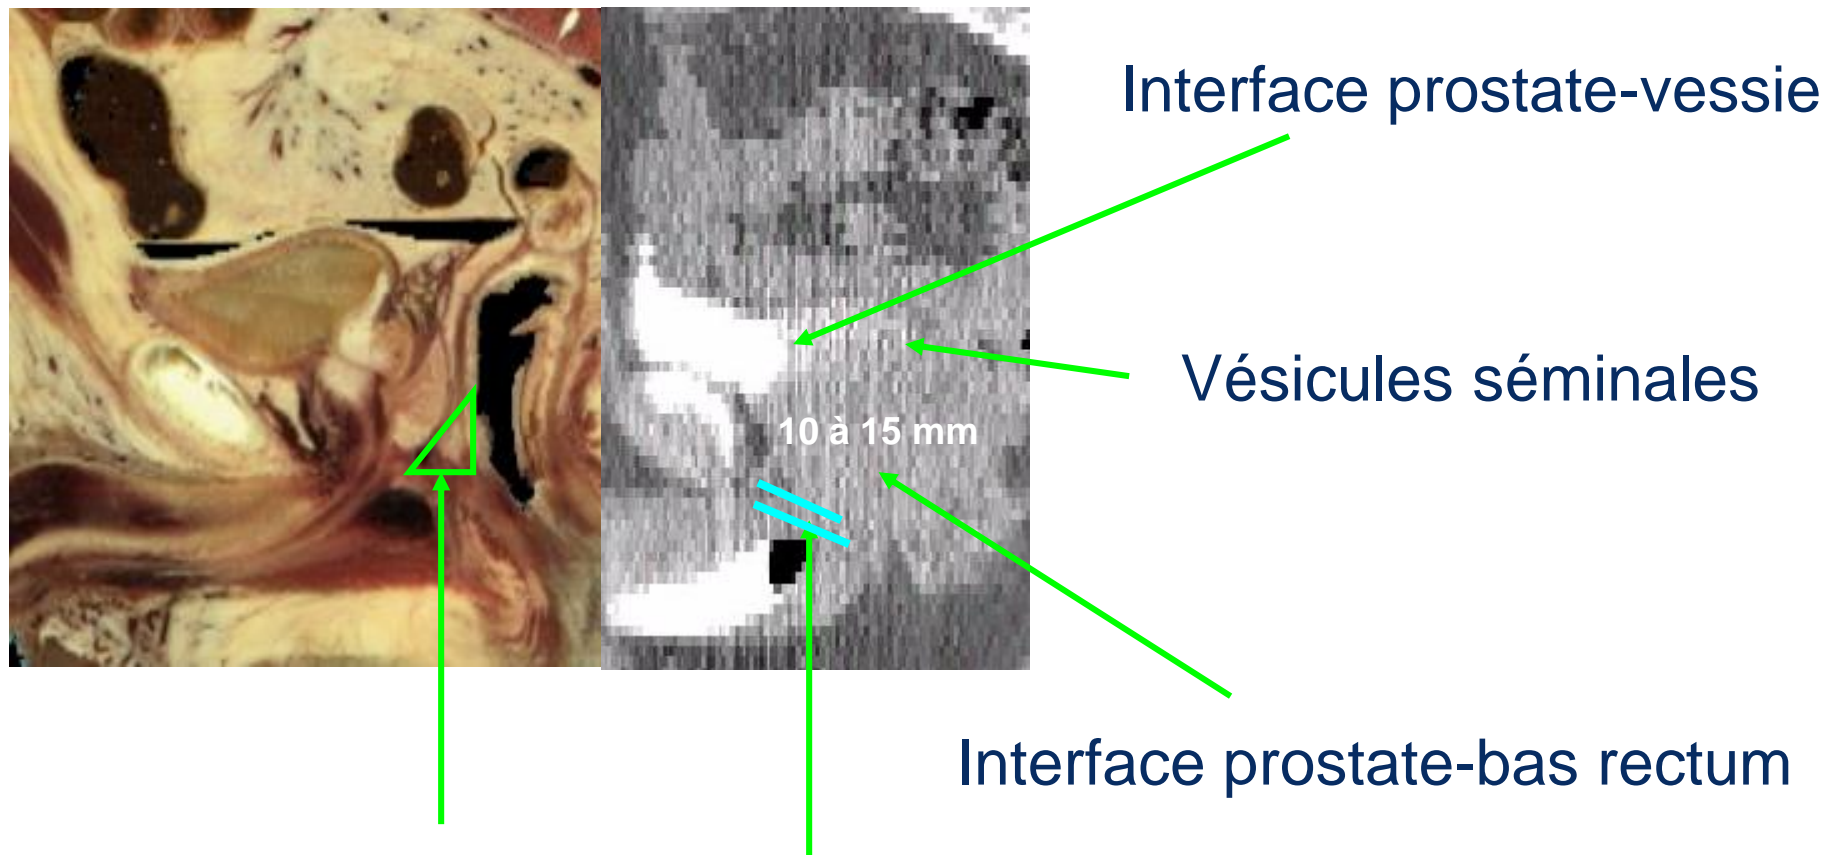 Interface prostate-vessie
Vésicules séminales
10 à 15 mm
Interface prostate-bas rectum